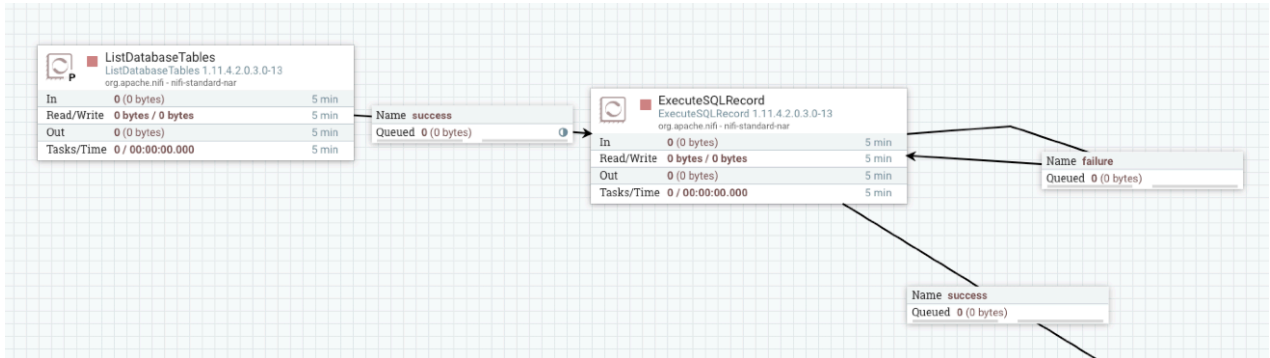 ListDatabaseTables
ListDatabaseTables 1.11.4.2.0.3.0-13
org.apache.nifi - nifi-standard-nar
P
In 0 (0 bytes) 5 min
Read/Write 0 bytes / 0 bytes 5 min
Out 0 (0 bytes) 5 min
Tasks/Time 0 / 00:00:00.000 5 min
Name success
Queued 0 (0 bytes)
ExecuteSQLRecord
ExecuteSQLRecord 1.11.4.2.0.3.0-13
org.apache.nifi - nifi-standard-nar
In 0 (0 bytes) 5 min
Read/Write 0 bytes / 0 bytes 5 min
Out 0 (0 bytes) 5 min
Tasks/Time 0 / 00:00:00.000 5 min
Name failure
Queued 0 (0 bytes)
Name success
Queued 0 (0 bytes)